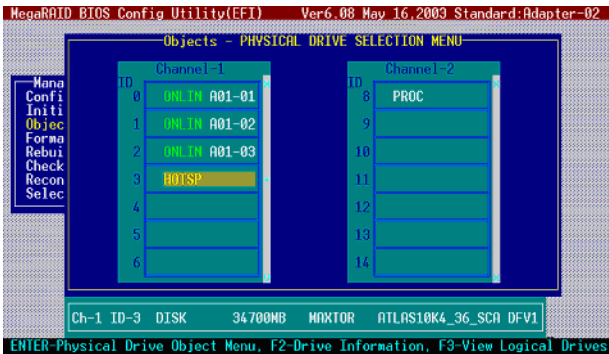 MegaRAID BIOS Config Utility(EFI) Ver6.08 May 16,2003 Standard:Adapter-02
Objects - PHYSICAL DRIVE SELECTION MENU
Channel-1 Channel-2
Mana ID ID
Confi 0 ONLIN A01-01 8 PROC
Initi
Objec 1 ONLIN A01-02 9
Forma
Rebui 2 ONLIN A01-03 10
Check
Recon 3 HOTSP 11
Selec
4 12
5 13
6 14
Ch-1 ID-3 DISK 34700MB MAXTOR ATLAS10K4_36_SCA DFV1
ENTER-Physical Drive Object Menu, F2-Drive Information, F3-View Logical Drives